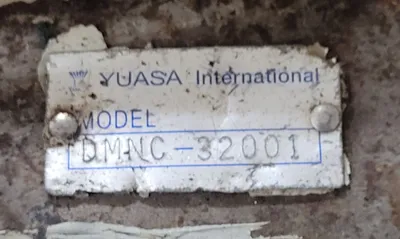 YUASA International
MODEL
DMNC-32001